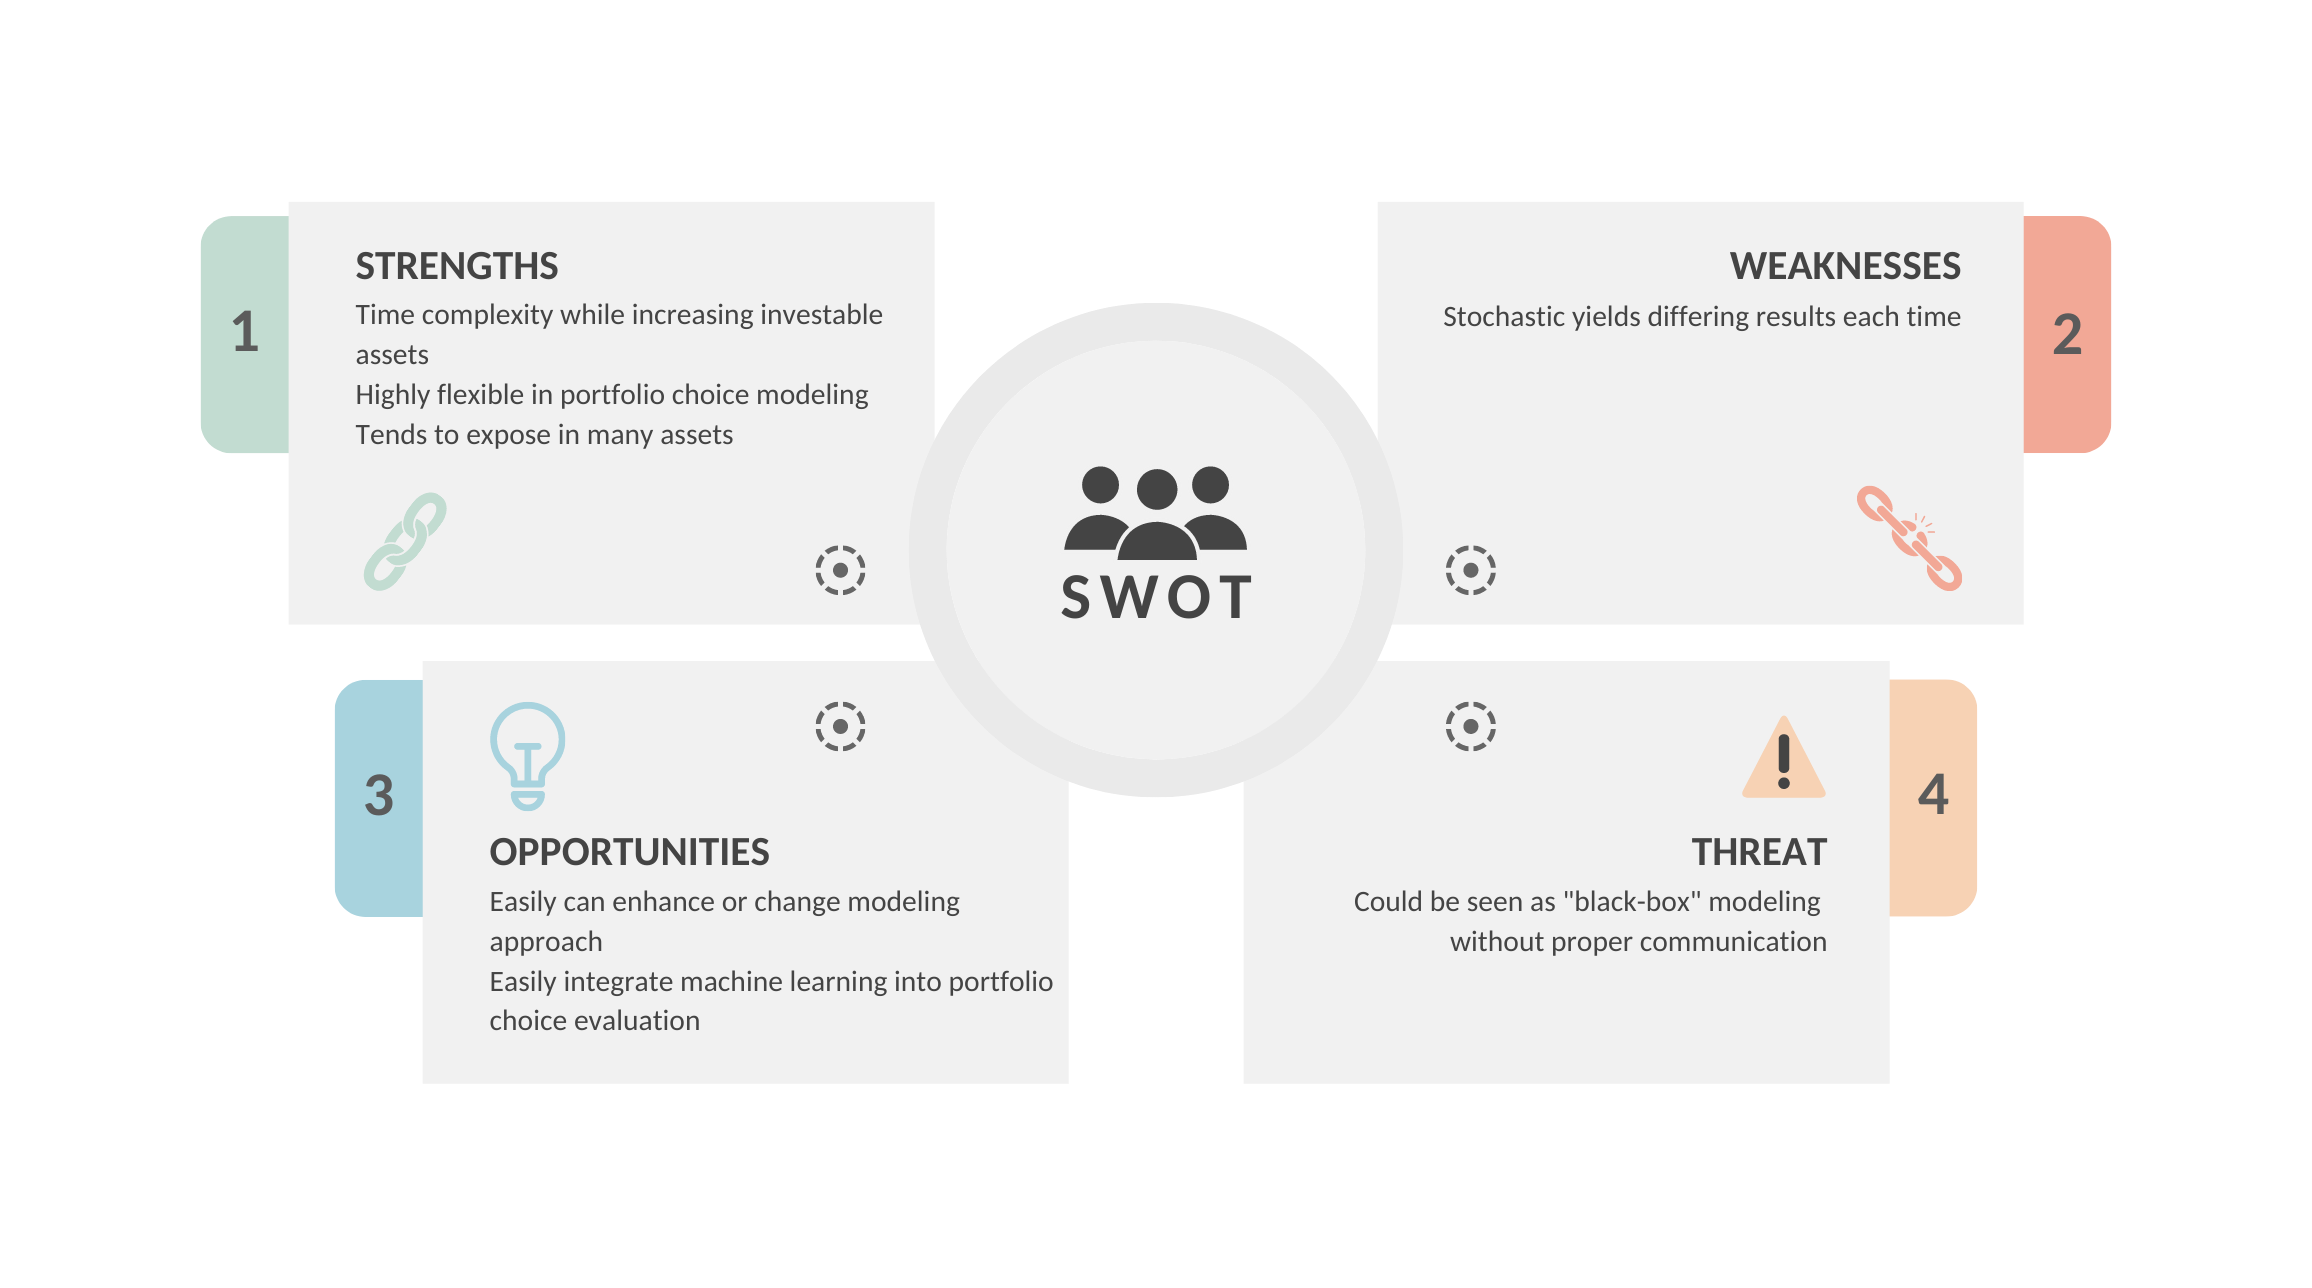 1
STRENGTHS
Time complexity while increasing investable
assets
Highly flexible in portfolio choice modeling
Tends to expose in many assets
WEAKNESSES
Stochastic yields differing results each time
2
SWOT
3
OPPORTUNITIES
Easily can enhance or change modeling
approach
Easily integrate machine learning into portfolio
choice evaluation
THREAT
Could be seen as "black-box" modeling
without proper communication
4